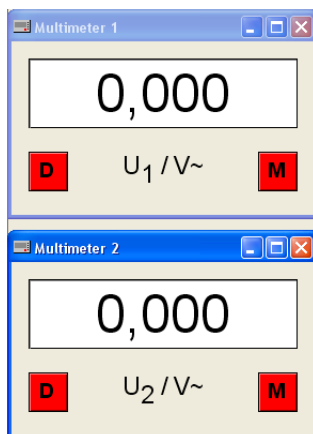 Multimeter 1
0,000
D U₁ / V~ M
Multimeter 2
0,000
D U₂ / V~ M